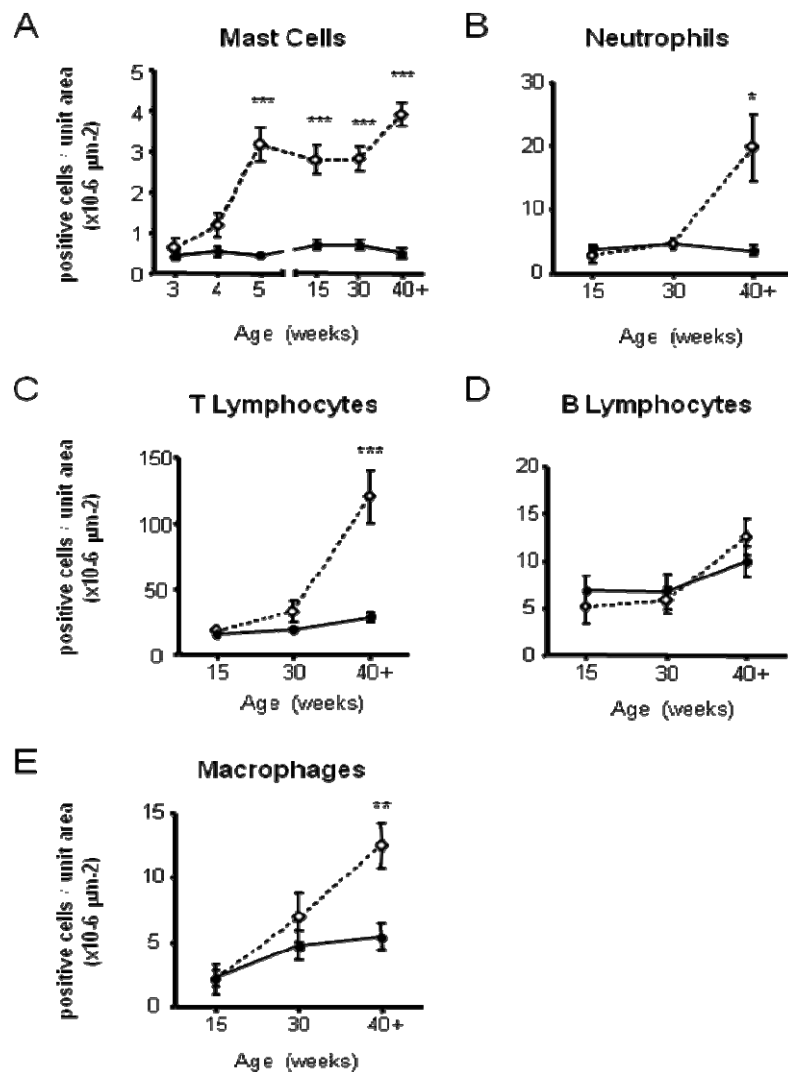 A
Mast Cells
positive cells / unit area
(x10-6 µm-2)
5
4
3
2
1
0
***
***
***
***
3 4 5 15 30 40+
Age (weeks)
B
Neutrophils
30
20
10
0
*
15 30 40+
Age (weeks)
C
T Lymphocytes
positive cells / unit area
(x10-6 µm-2)
150
100
50
0
***
15 30 40+
Age (weeks)
D
B Lymphocytes
20
15
10
5
0
15 30 40+
Age (weeks)
E
Macrophages
positive cells / unit area
(x10-6 µm-2)
15
10
5
0
**
15 30 40+
Age (weeks)